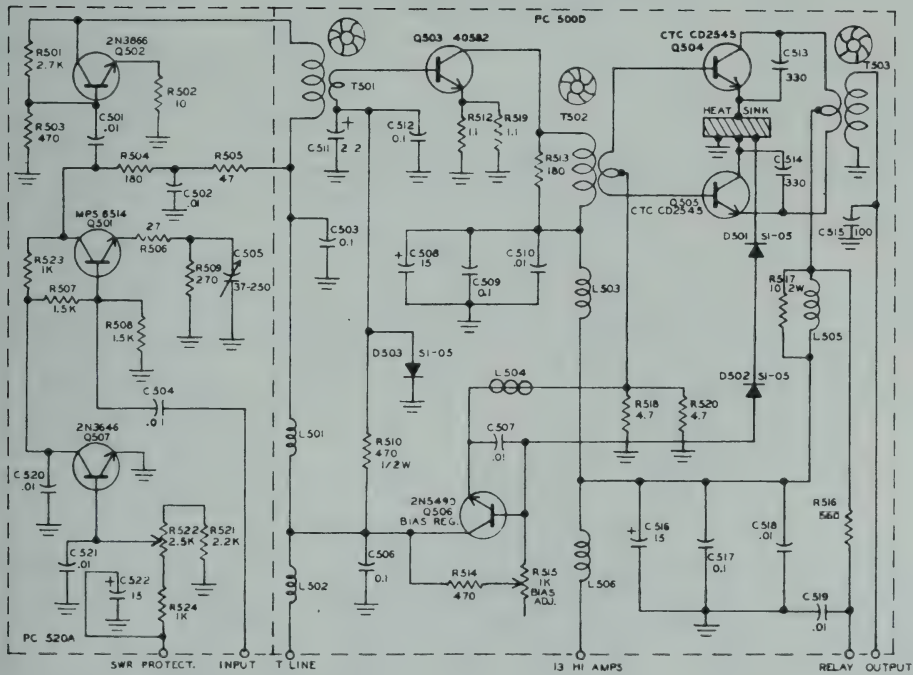 PC 500D
R501
2.7K
2N3866
Q502
R502
10
R503
470
C501
.01
R504
180
R505
47
C502
.01
T501
C511
2 2
C512
0.1
Q503 40582
R512
1.1
R519
1.1
R513
180
T502
CTC CD2545
Q504
C513
330
T503
HEAT SINK
C514
330
Q505
CTC CD2545
C515
100
MPS 6514
Q501
27
R506
R523
1K
R507
1.5K
R508
1.5K
R509
270
C505
37-250
C503
0.1
C508
15
C509
0.1
C510
.01
L503
D501
S1-05
R517
10 2W
L505
C504
.01
D503
S1-05
L504
D502
S1-05
2N3646
Q507
L501
R510
470
1/2W
C507
.01
R518
4.7
R520
4.7
C520
.01
2N5490
Q506
BIAS REG.
R516
560
R522
2.5K
R521
2.2K
C521
.01
C522
15
R524
1K
L502
C506
0.1
R514
470
R515
1K
BIAS
ADJ.
L506
C516
15
C517
0.1
C518
.01
C519
.01
PC 520A
SWR PROTECT.
INPUT
T LINE
13 HI AMPS
RELAY
OUTPUT